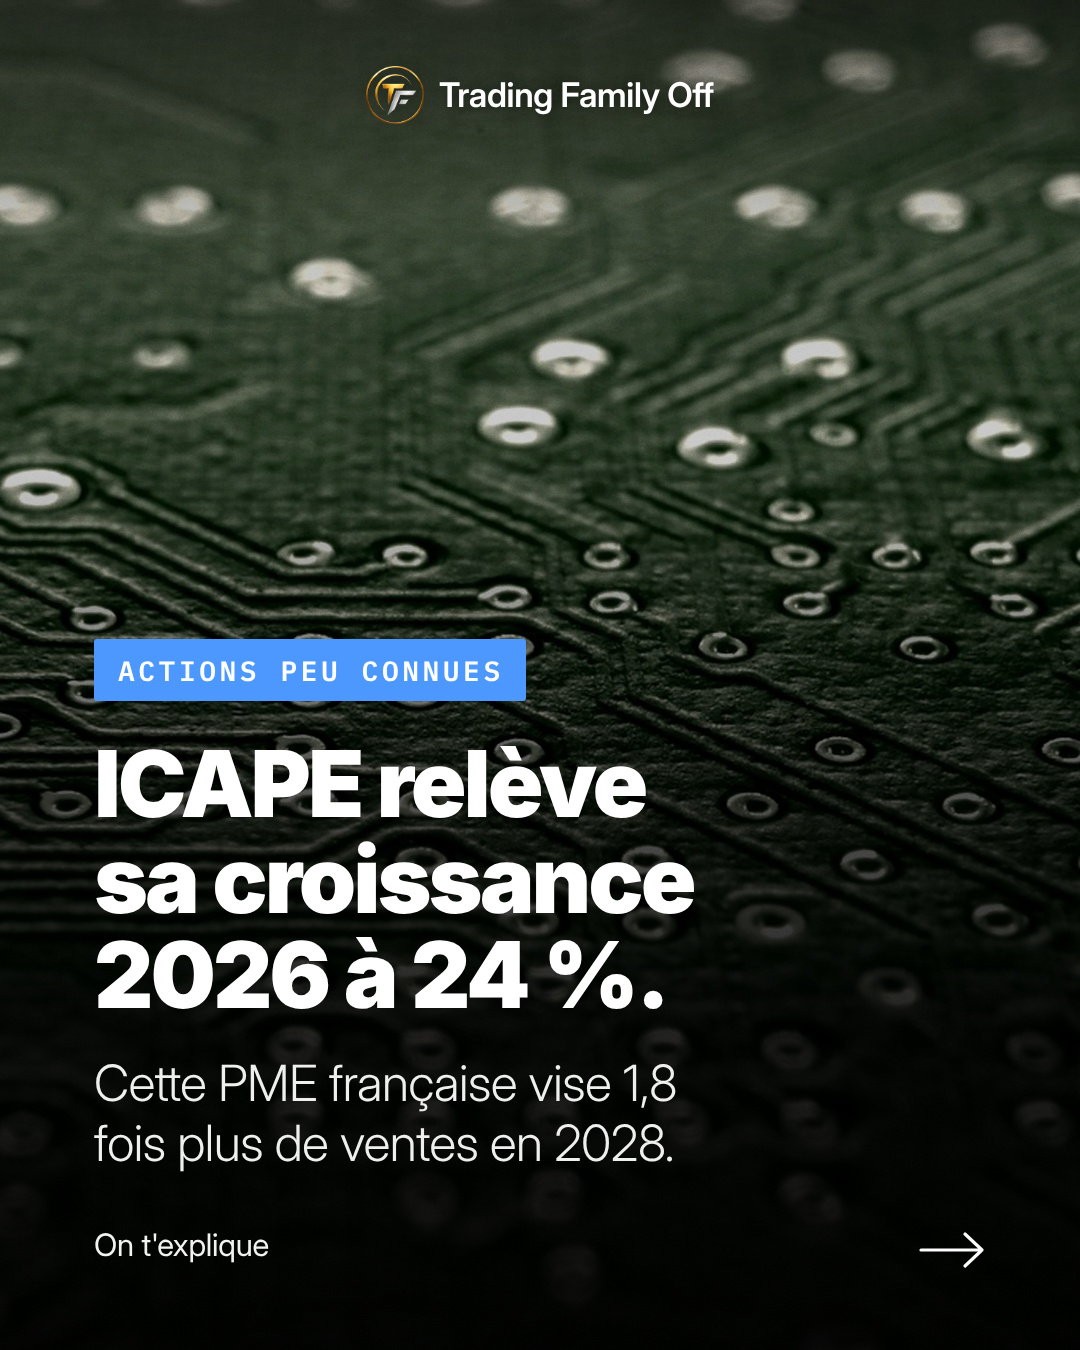 TF Trading Family Off
ACTIONS PEU CONNUES
ICAPE relève
sa croissance
2026 à 24 %.
Cette PME française vise 1,8
fois plus de ventes en 2028.
On t'explique